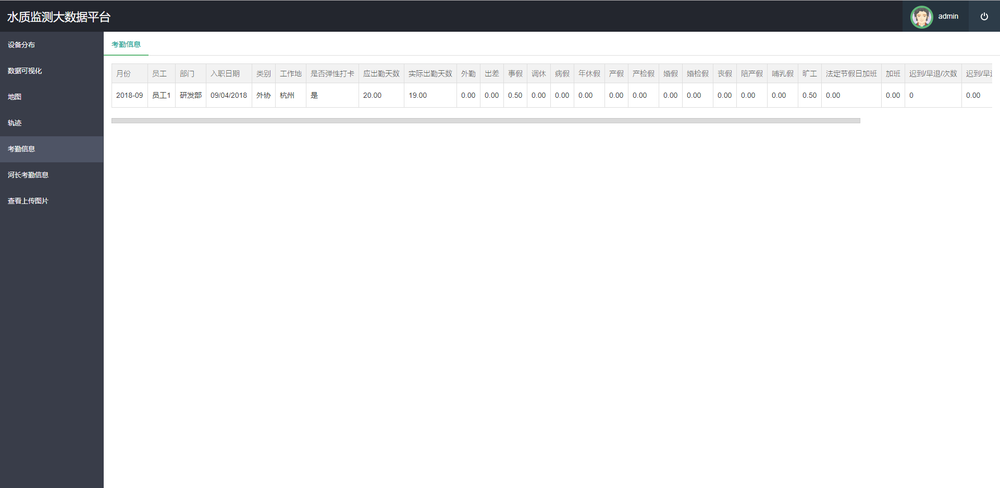 水质监测大数据平台
admin
设备分布
数据可视化
地图
轨迹
考勤信息
河长考勤信息
查看上传图片
考勤信息
月份 员工 部门 入职日期 类别 工作地 是否弹性打卡 应出勤天数 实际出勤天数 外勤 出差 事假 调休 病假 年休假 产假 产检假 婚假 婚检假 丧假 陪产假 哺乳假 旷工 法定节假日加班 加班 迟到/早退/次数 迟到/早
2018-09 员工1 研发部 09/04/2018 外协 杭州 是 20.00 19.00 0.00 0.00 0.50 0.00 0.00 0.00 0.00 0.00 0.00 0.00 0.00 0.00 0.00 0.50 0.00 0.00 0 0.00